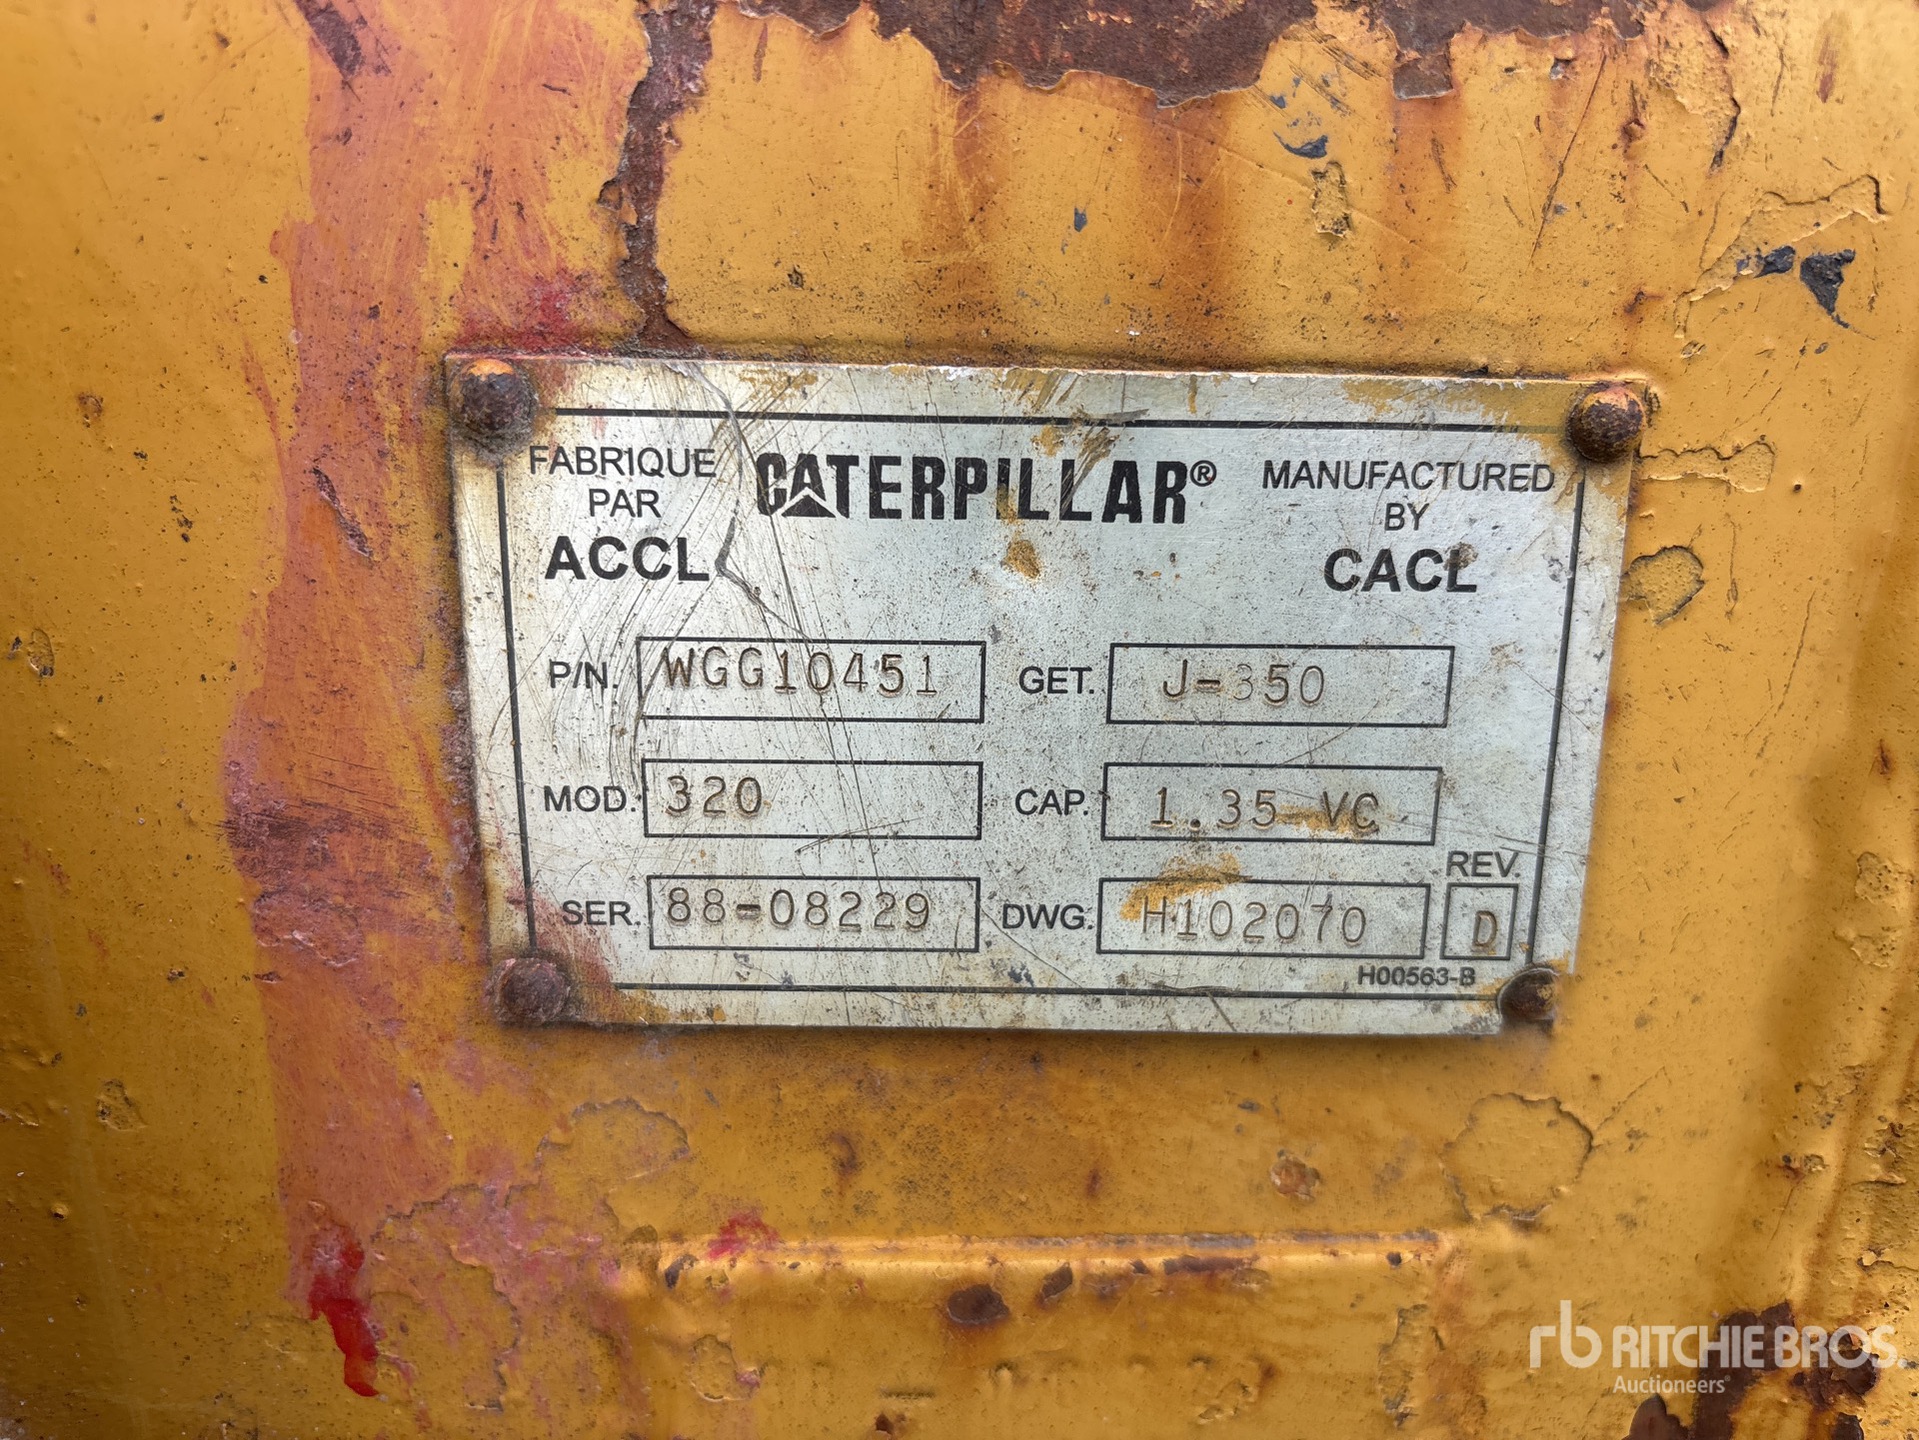 FABRIQUE
PAR
ACCL
CATERPILLAR®
MANUFACTURED
BY
CACL
P/N. WGG10451
GET. J-350
MOD. 320
CAP. 1.35 VC
SER. 88-08229
DWG. H102070
REV.
D
H00563-B
rb RITCHIE BROS.
Auctioneers